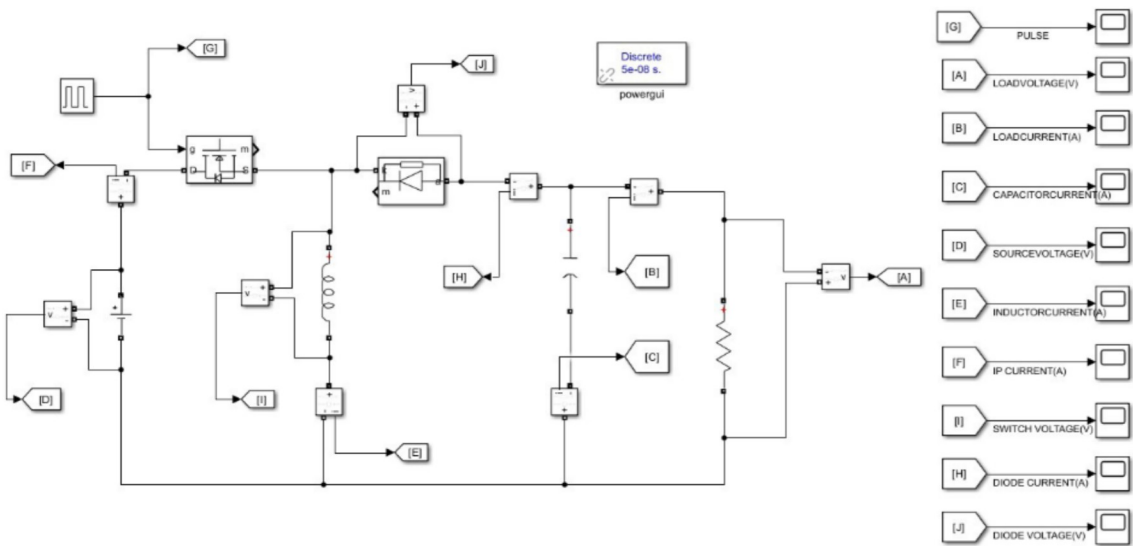 [G]
[J]
Discrete
5e-08 s.
powergui
g
m
D
S
[F]
m
[H]
[B]
v
[A]
v
[I]
[D]
v
[C]
[E]
[G]
PULSE
[A]
LOADVOLTAGE(V)
[B]
LOADCURRENT(A)
[C]
CAPACITORCURRENT(A)
[D]
SOURCEVOLTAGE(V)
[E]
INDUCTORCURRENT(A)
[F]
IP CURRENT(A)
[I]
SWITCH VOLTAGE(V)
[H]
DIODE CURRENT(A)
[J]
DIODE VOLTAGE(V)